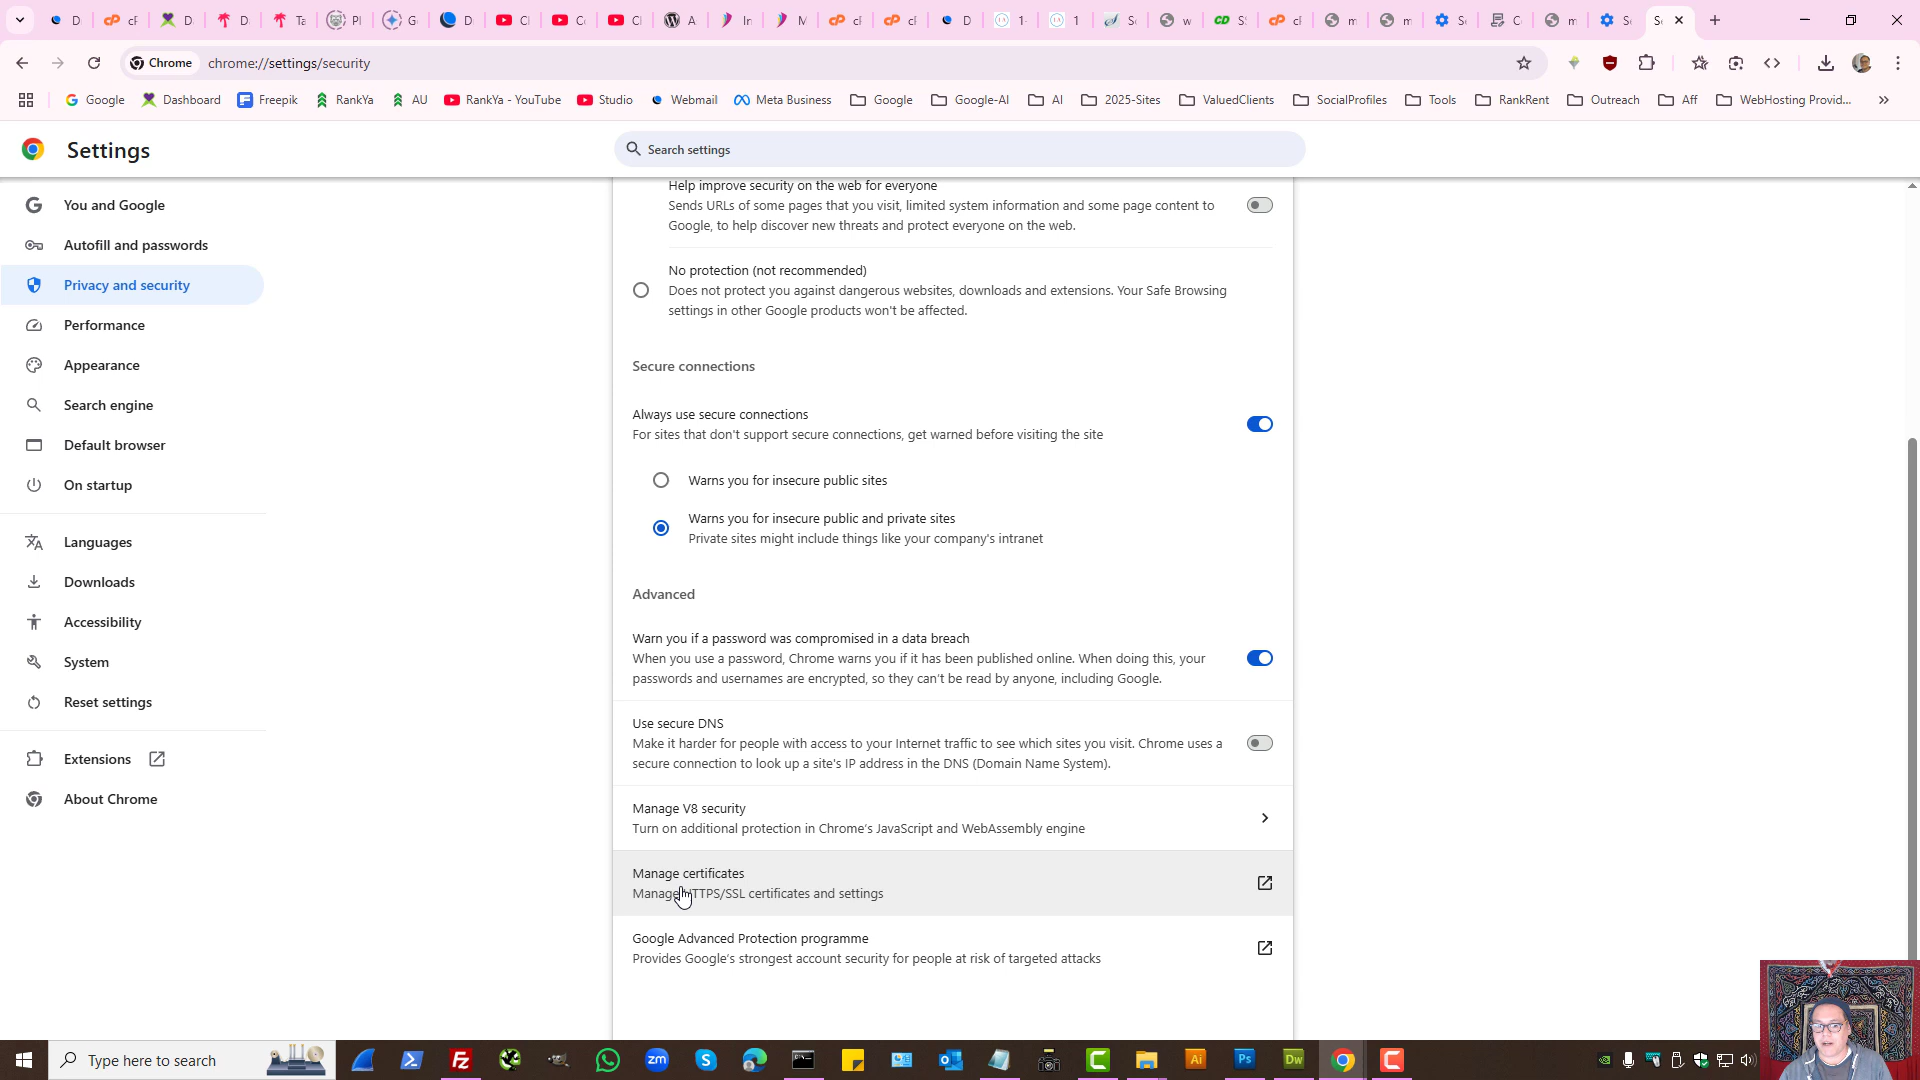 Chrome
chrome://settings/security
Google
Dashboard
Freepik
RankYa
AU
RankYa - YouTube
Studio
Webmail
Meta Business
Google
Google-AI
AI
2025-Sites
ValuedClients
SocialProfiles
Tools
RankRent
Outreach
Aff
WebHosting Provid...
Settings
Search settings
You and Google
Autofill and passwords
Privacy and security
Performance
Appearance
Search engine
Default browser
On startup
Languages
Downloads
Accessibility
System
Reset settings
Extensions
About Chrome
Help improve security on the web for everyone
Sends URLs of some pages that you visit, limited system information and some page content to
Google, to help discover new threats and protect everyone on the web.
No protection (not recommended)
Does not protect you against dangerous websites, downloads and extensions. Your Safe Browsing
settings in other Google products won't be affected.
Secure connections
Always use secure connections
For sites that don't support secure connections, get warned before visiting the site
Warns you for insecure public sites
Warns you for insecure public and private sites
Private sites might include things like your company's intranet
Advanced
Warn you if a password was compromised in a data breach
When you use a password, Chrome warns you if it has been published online. When doing this, your
passwords and usernames are encrypted, so they can't be read by anyone, including Google.
Use secure DNS
Make it harder for people with access to your Internet traffic to see which sites you visit. Chrome uses a
secure connection to look up a site's IP address in the DNS (Domain Name System).
Manage V8 security
Turn on additional protection in Chrome's JavaScript and WebAssembly engine
Manage certificates
Manage HTTPS/SSL certificates and settings
Google Advanced Protection programme
Provides Google's strongest account security for people at risk of targeted attacks
Type here to search